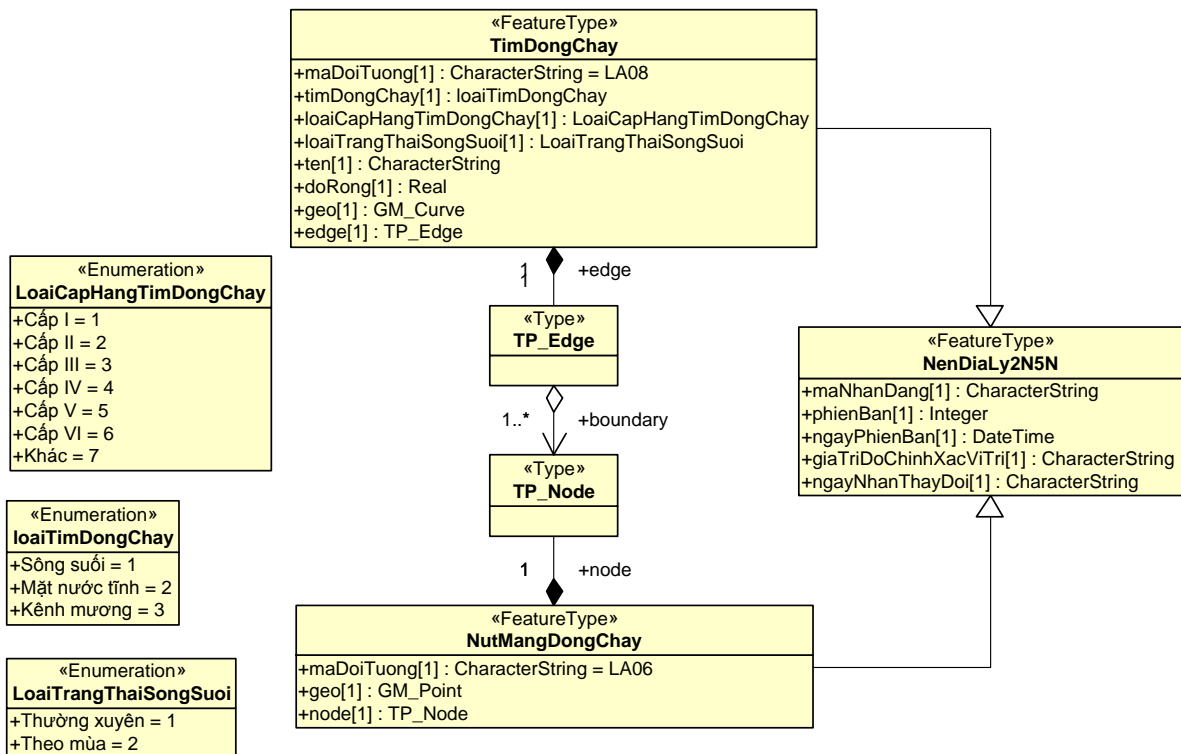 «FeatureType»
TimDongChay
+maDoiTuong[1] : CharacterString = LA08
+timDongChay[1] : loaiTimDongChay
+loaiCapHangTimDongChay[1] : LoaiCapHangTimDongChay
+loaiTrangThaiSongSuoi[1] : LoaiTrangThaiSongSuoi
+ten[1] : CharacterString
+doRong[1] : Real
+geo[1] : GM_Curve
+edge[1] : TP_Edge
1
1
+edge
«Type»
TP_Edge
1..*
+boundary
«Type»
TP_Node
1
+node
«FeatureType»
NutMangDongChay
+maDoiTuong[1] : CharacterString = LA06
+geo[1] : GM_Point
+node[1] : TP_Node
«Enumeration»
LoaiCapHangTimDongChay
+Cấp I = 1
+Cấp II = 2
+Cấp III = 3
+Cấp IV = 4
+Cấp V = 5
+Cấp VI = 6
+Khác = 7
«Enumeration»
loaiTimDongChay
+Sông suối = 1
+Mặt nước tĩnh = 2
+Kênh mương = 3
«Enumeration»
LoaiTrangThaiSongSuoi
+Thường xuyên = 1
+Theo mùa = 2
«FeatureType»
NenDiaLy2N5N
+maNhanDang[1] : CharacterString
+phienBan[1] : Integer
+ngayPhienBan[1] : DateTime
+giaTriDoChinhXacViTri[1] : CharacterString
+ngayNhanThayDoi[1] : CharacterString